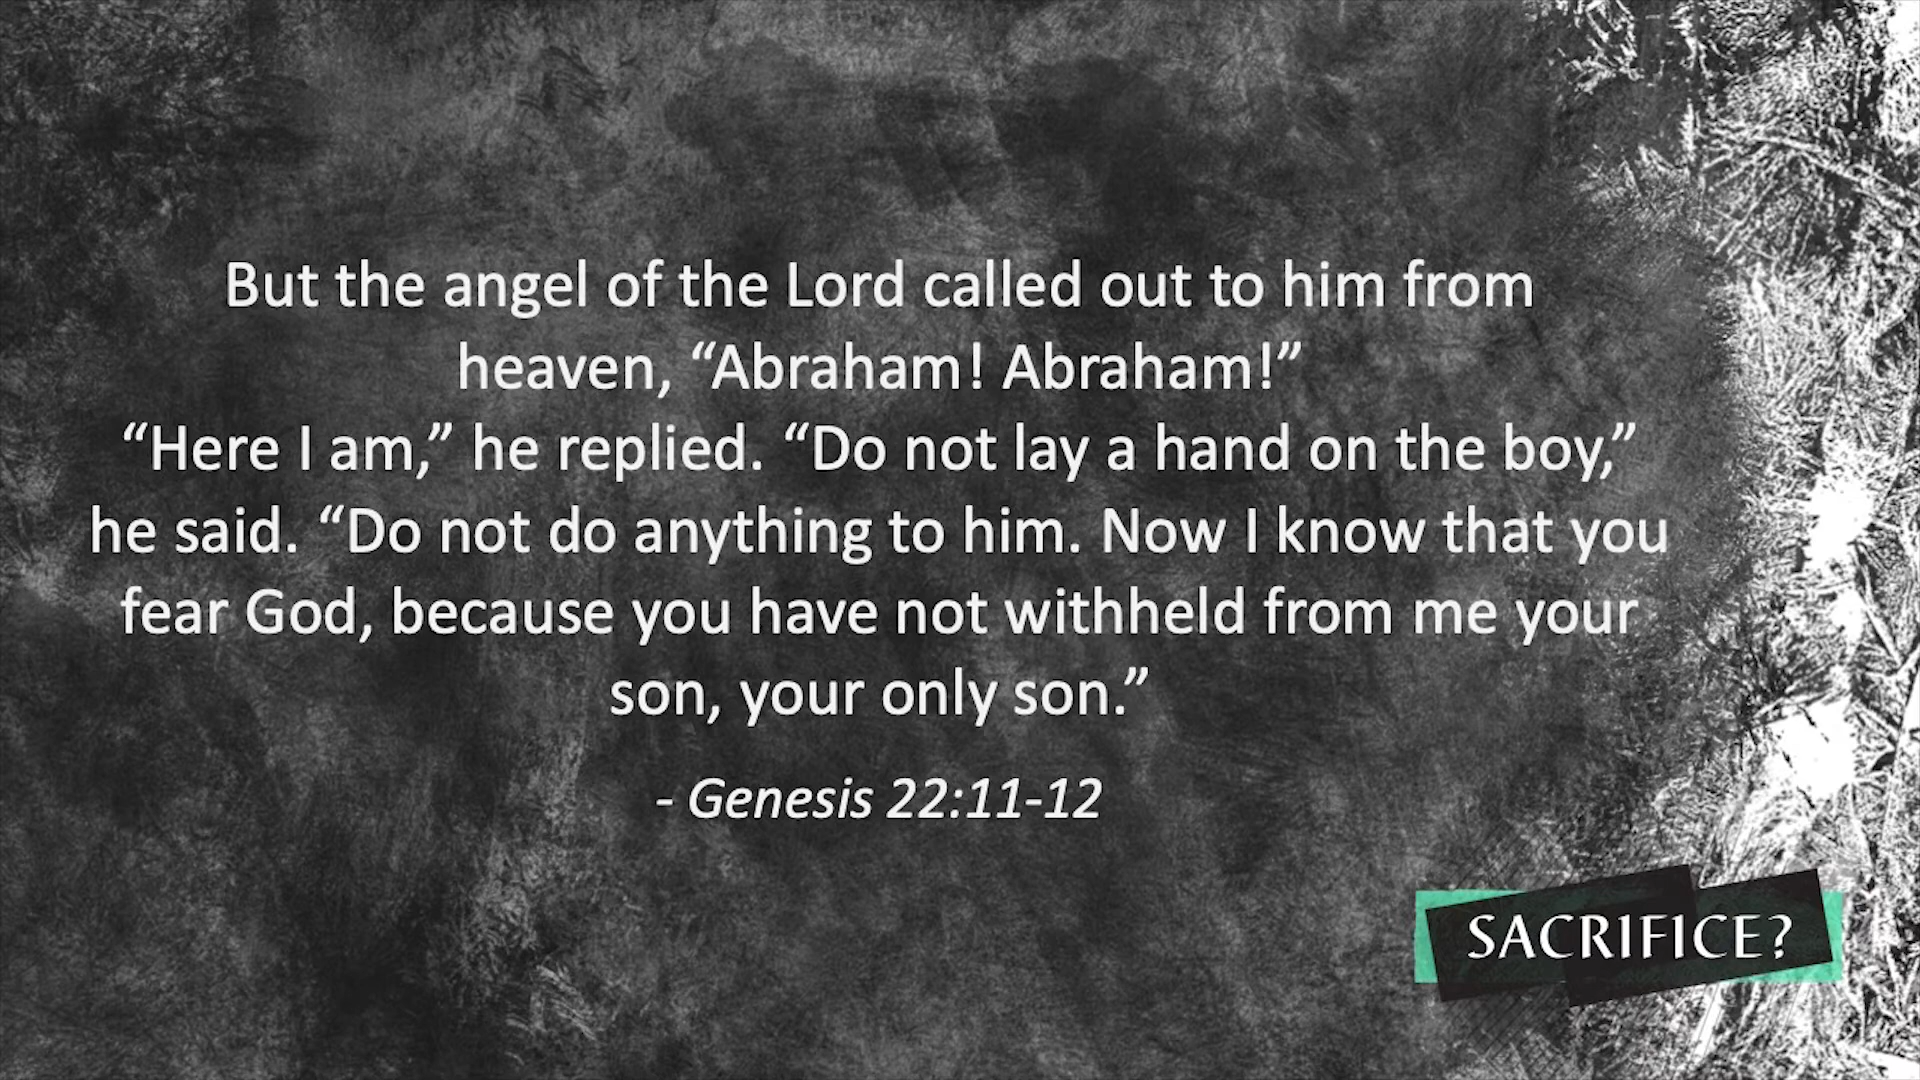 But the angel of the Lord called out to him from
heaven, “Abraham! Abraham!”
“Here I am,” he replied. “Do not lay a hand on the boy,”
he said. “Do not do anything to him. Now I know that you
fear God, because you have not withheld from me your
son, your only son.”
- Genesis 22:11-12
SACRIFICE?